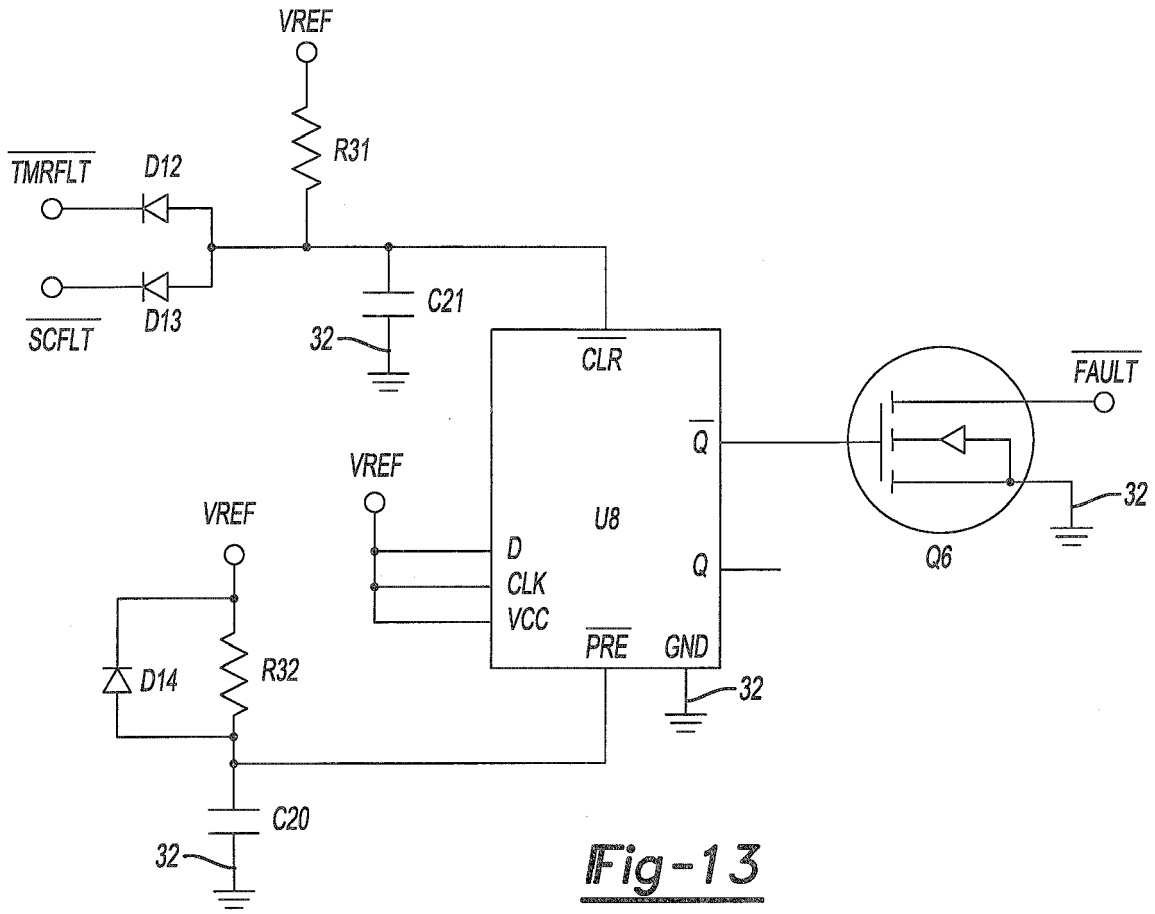 VREF
R31
TMRFLT
D12
D13
SCFLT
C21
32
CLR
FAULT
Q
VREF
U8
32
VREF
D
Q
Q6
CLK
VCC
PRE
GND
R32
D14
32
C20
32
Fig-13